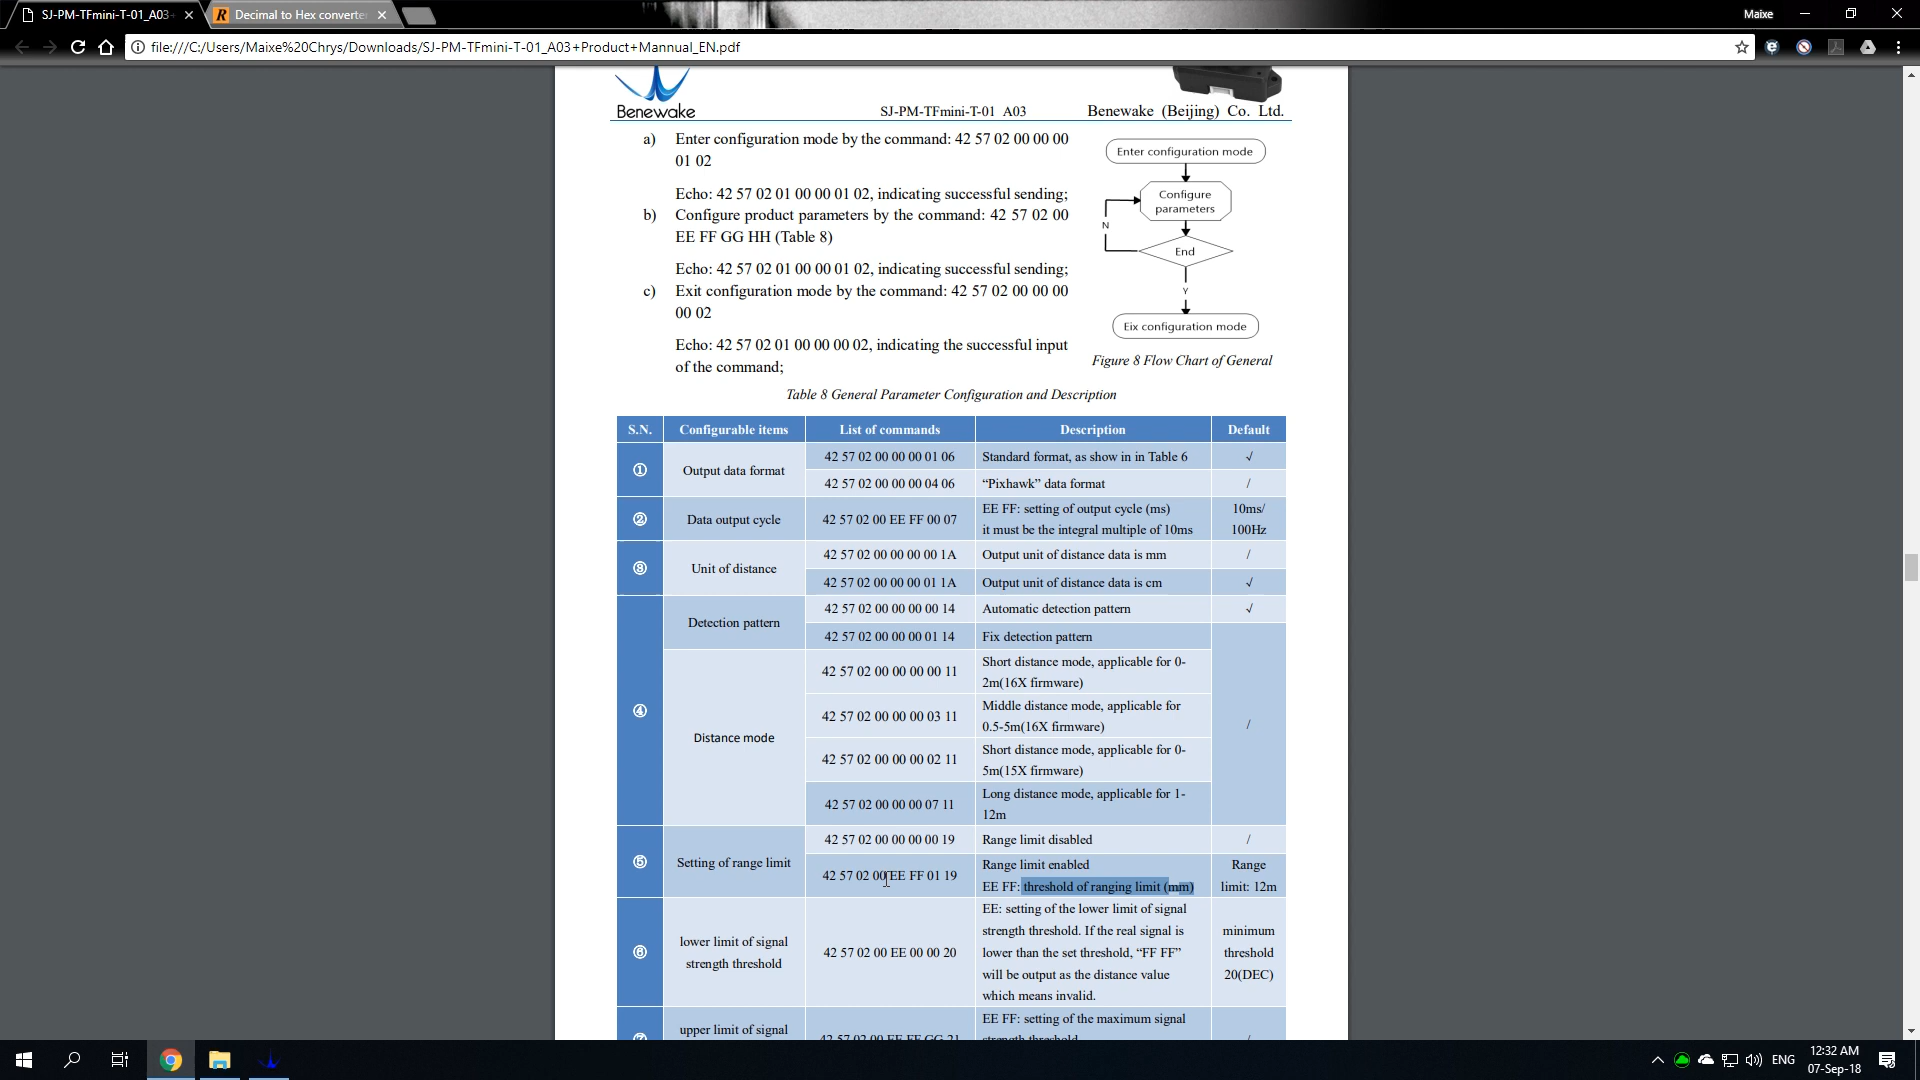 SJ-PM-TFmini-T-01_A03+
Decimal to Hex converter
Maixe
file:///C:/Users/Maixe%20Chrys/Downloads/SJ-PM-TFmini-T-01_A03+Product+Mannual_EN.pdf
Benewake
SJ-PM-TFmini-T-01 A03
Benewake (Beijing) Co. Ltd.
a) Enter configuration mode by the command: 42 57 02 00 00 00
01 02
Echo: 42 57 02 01 00 00 01 02, indicating successful sending;
b) Configure product parameters by the command: 42 57 02 00
EE FF GG HH (Table 8)
Echo: 42 57 02 01 00 00 01 02, indicating successful sending;
c) Exit configuration mode by the command: 42 57 02 00 00 00
00 02
Echo: 42 57 02 01 00 00 00 02, indicating the successful input
of the command;
Enter configuration mode
Configure
parameters
N
End
Y
Eix configuration mode
Figure 8 Flow Chart of General
Table 8 General Parameter Configuration and Description
S.N. Configurable items List of commands Description Default
① Output data format
42 57 02 00 00 00 01 06 Standard format, as show in in Table 6 √
42 57 02 00 00 00 04 06 “Pixhawk” data format /
② Data output cycle 42 57 02 00 EE FF 00 07
EE FF: setting of output cycle (ms)
it must be the integral multiple of 10ms
10ms/
100Hz
③ Unit of distance
42 57 02 00 00 00 00 1A Output unit of distance data is mm /
42 57 02 00 00 00 01 1A Output unit of distance data is cm √
④ Detection pattern
42 57 02 00 00 00 00 14 Automatic detection pattern √
42 57 02 00 00 00 01 14 Fix detection pattern
Distance mode
42 57 02 00 00 00 00 11
Short distance mode, applicable for 0-
2m(16X firmware)
42 57 02 00 00 00 03 11
Middle distance mode, applicable for
0.5-5m(16X firmware)
/
42 57 02 00 00 00 02 11
Short distance mode, applicable for 0-
5m(15X firmware)
42 57 02 00 00 00 07 11
Long distance mode, applicable for 1-
12m
⑤ Setting of range limit
42 57 02 00 00 00 00 19 Range limit disabled /
42 57 02 00 EE FF 01 19
Range limit enabled
EE FF: threshold of ranging limit (mm)
Range
limit: 12m
⑥ lower limit of signal
strength threshold
42 57 02 00 EE 00 00 20
EE: setting of the lower limit of signal
strength threshold. If the real signal is
lower than the set threshold, “FF FF”
will be output as the distance value
which means invalid.
minimum
threshold
20(DEC)
⑦ upper limit of signal
42 57 02 00 EE FF GG 21
EE FF: setting of the maximum signal
strength threshold.
/
ENG
12:32 AM
07-Sep-18